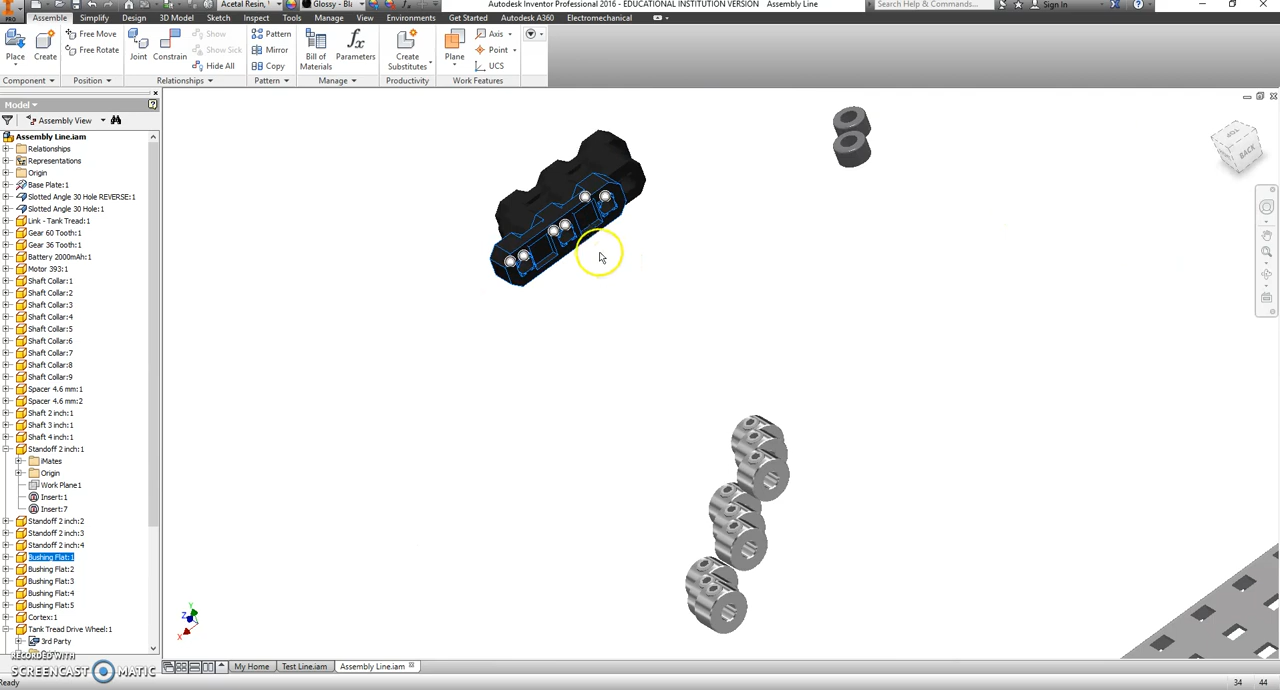 Acetal Resin, Glossy - Bl Autodesk Inventor Professional 2016 - EDUCATIONAL INSTITUTION VERSION Assembly Line Search Help & Commands... Sign In
PRO Assemble Simplify Design 3D Model Sketch Inspect Tools Manage View Environments Get Started Autodesk A360 Electromechanical
Place Create Free Move Free Rotate Joint Constrain Show Show Sick Hide All Pattern Mirror Copy Bill of Materials Parameters Create Substitutes Plane Axis Point UCS
Component Position Relationships Pattern Manage Productivity Work Features
Model
Assembly View
Assembly Line.iam
Relationships
Representations
Origin
Base Plate:1
Slotted Angle 30 Hole REVERSE:1
Slotted Angle 30 Hole:1
Link - Tank Tread:1
Gear 60 Tooth:1
Gear 36 Tooth:1
Battery 2000mAh:1
Motor 393:1
Shaft Collar:1
Shaft Collar:2
Shaft Collar:3
Shaft Collar:4
Shaft Collar:5
Shaft Collar:6
Shaft Collar:7
Shaft Collar:8
Shaft Collar:9
Spacer 4.6 mm:1
Spacer 4.6 mm:2
Shaft 2 inch:1
Shaft 3 inch:1
Shaft 4 inch:1
Standoff 2 inch:1
iMates
Origin
Work Plane1
Insert:1
Insert:7
Standoff 2 inch:2
Standoff 2 inch:3
Standoff 2 inch:4
Bushing Flat:1
Bushing Flat:2
Bushing Flat:3
Bushing Flat:4
Bushing Flat:5
Cortex:1
Tank Tread Drive Wheel:1
3rd Party
BACK
Y
Z
X
RECORDED WITH
SCREENCAST MATIC
My Home Test Line.iam Assembly Line.iam
Ready 34 44